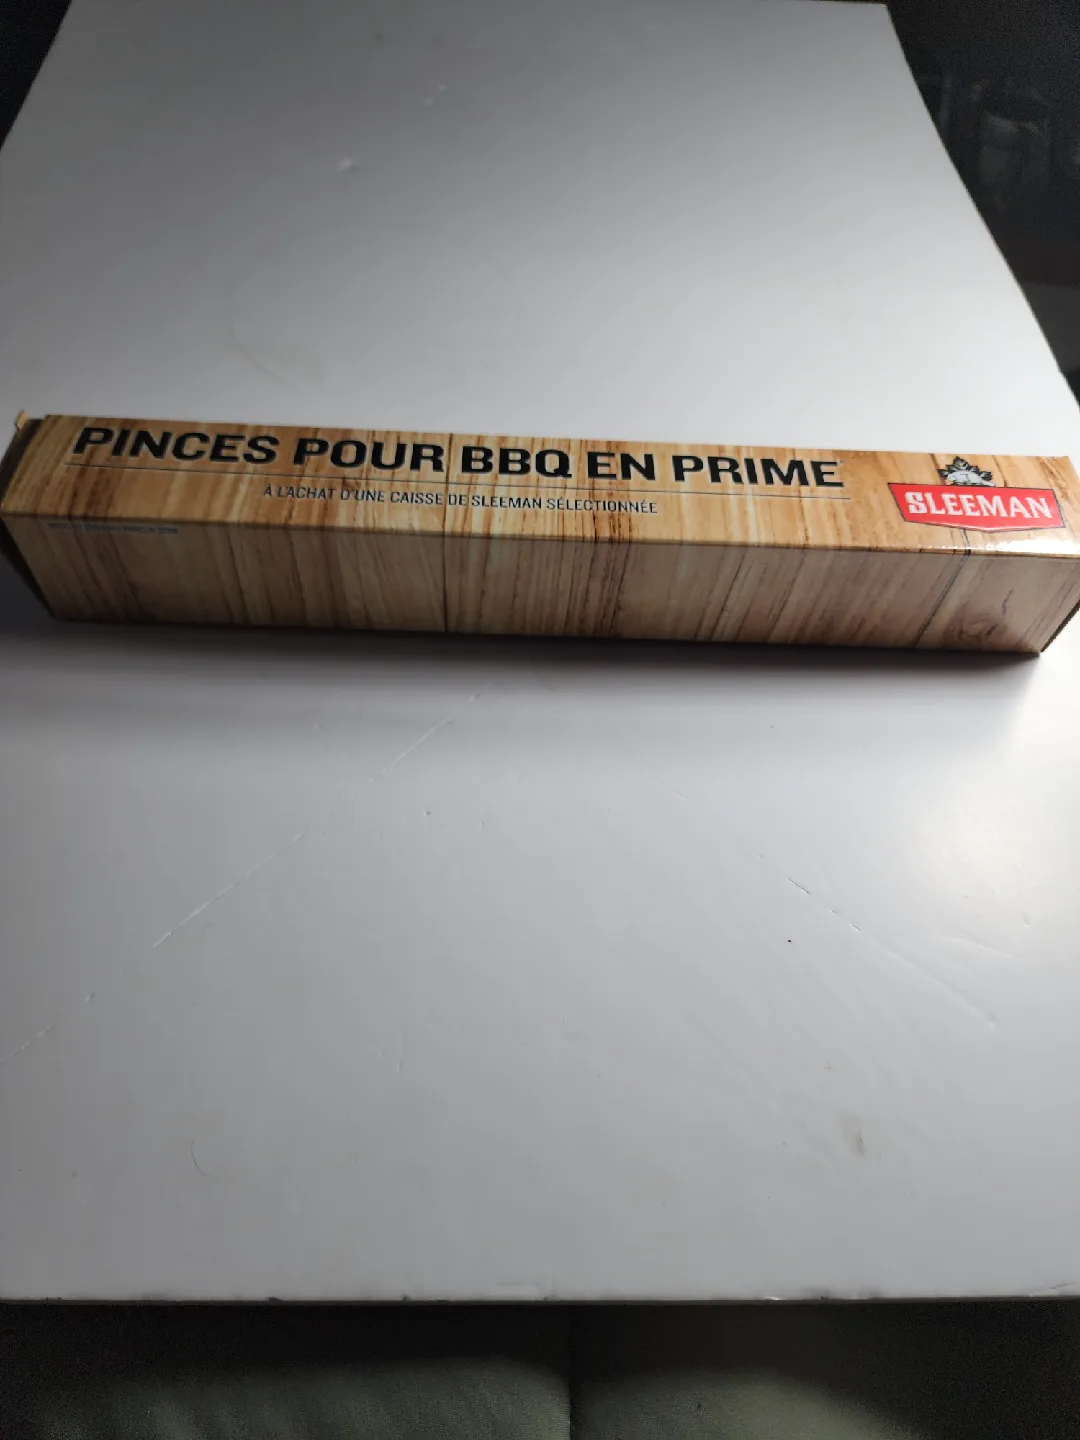 PINCES POUR BBQ EN PRIME
À L'ACHAT D'UNE CAISSE DE SLEEMAN SÉLECTIONNÉE
SLEEMAN